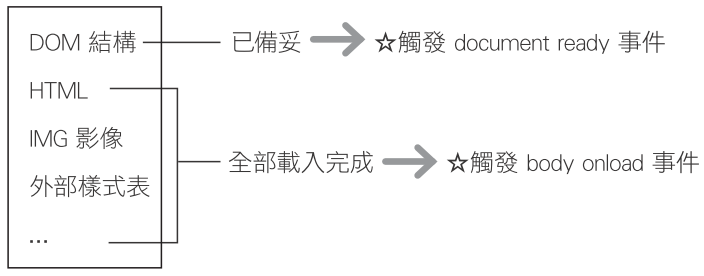 DOM 結構 已備妥 ☆觸發 document ready 事件
HTML
IMG 影像
全部載入完成 ☆觸發 body onload 事件
外部樣式表
...